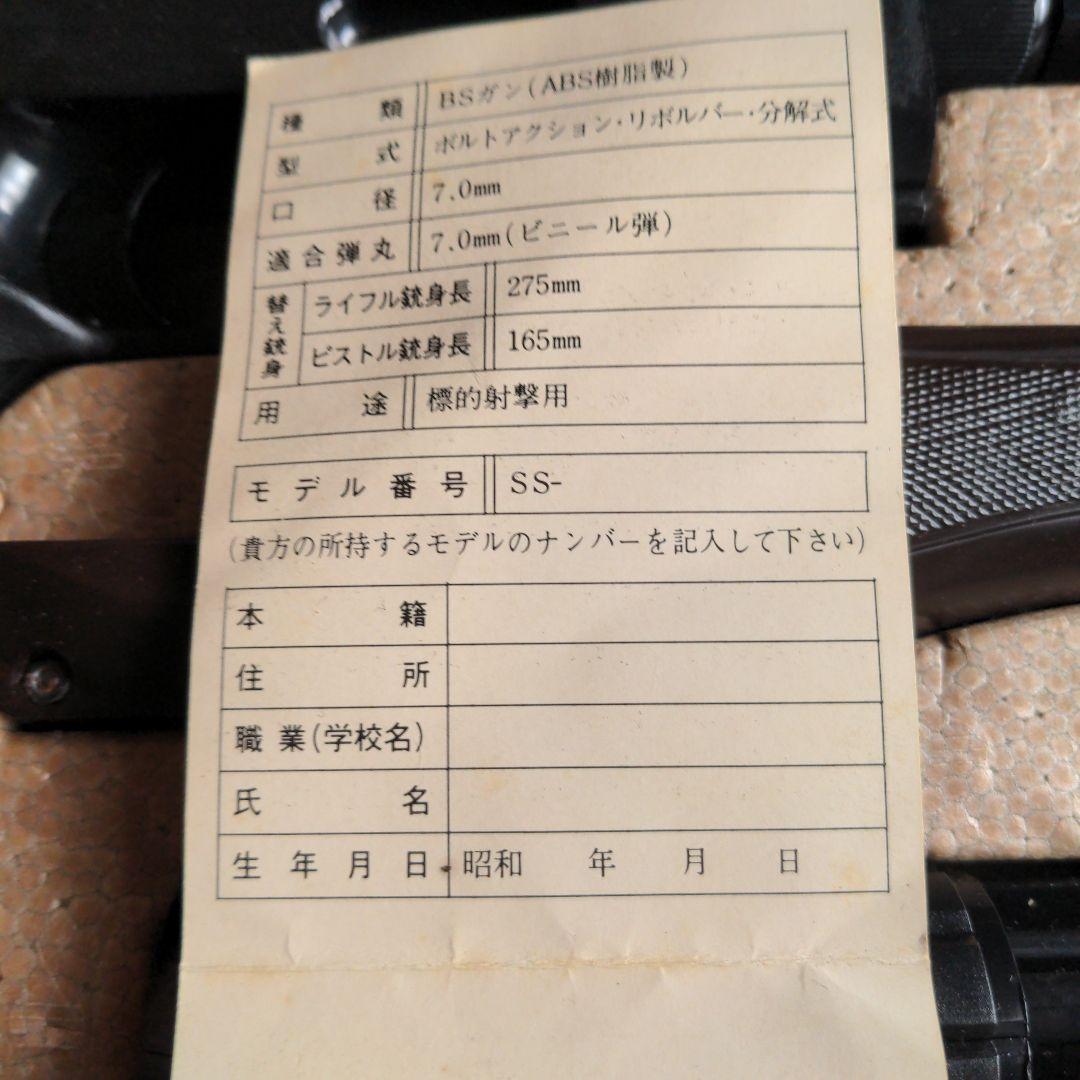 種類 BSガン(ABS樹脂製)
型式 ボルトアクション・リボルバー・分解式
口径 7.0mm
適合弾丸 7.0mm(ビニール弾)
替え銃身 ライフル銃身長 275mm
ピストル銃身長 165mm
用途 標的射撃用
モデル番号 SS-
(貴方の所持するモデルのナンバーを記入して下さい)
本籍
住所
職業(学校名)
氏名
生年月日 昭和 年 月 日